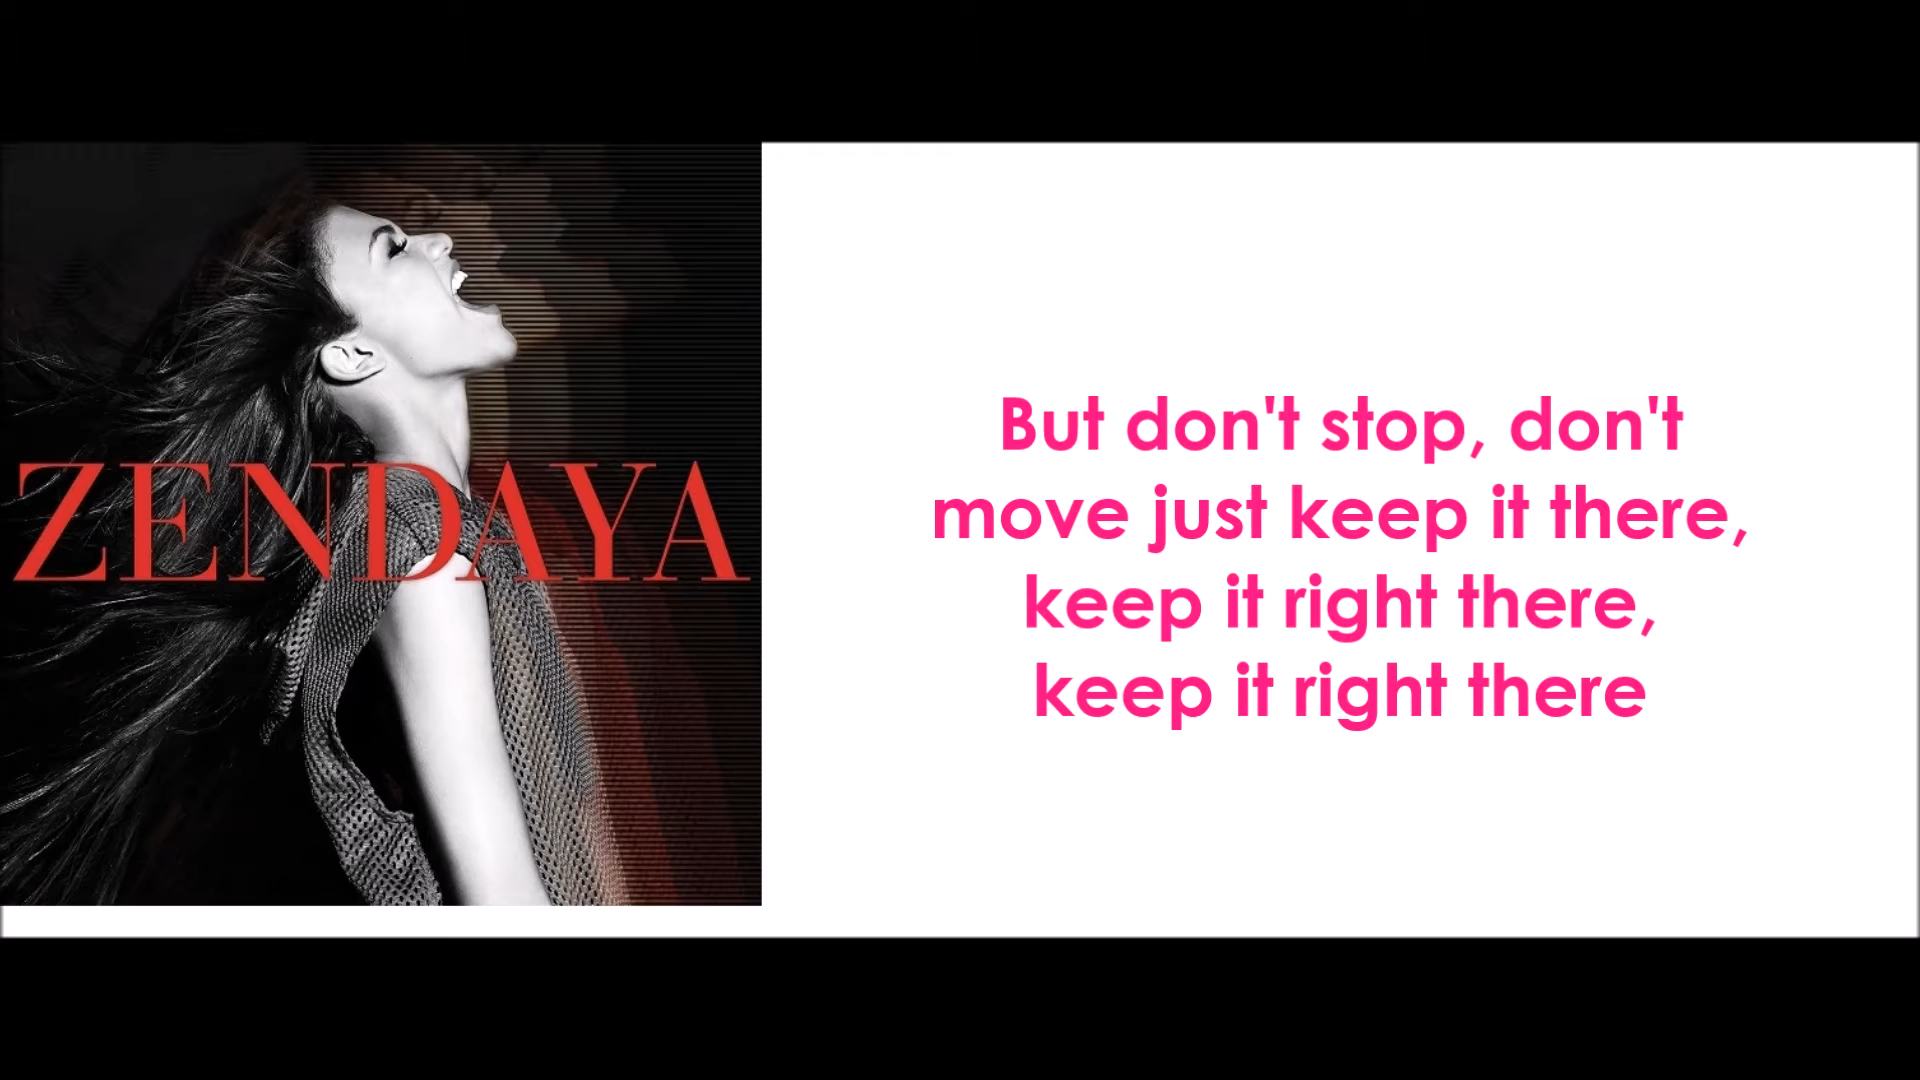 ZENDAYA
But don't stop, don't
move just keep it there,
keep it right there,
keep it right there